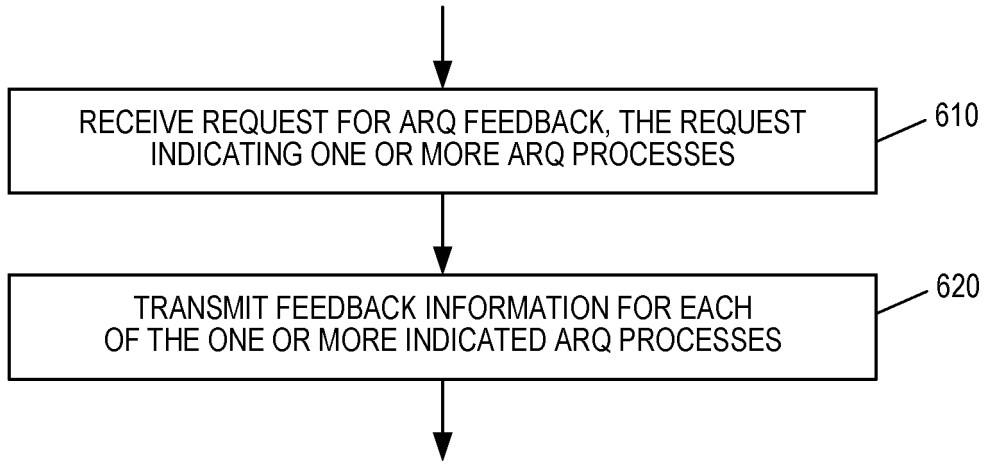 RECEIVE REQUEST FOR ARQ FEEDBACK, THE REQUEST
INDICATING ONE OR MORE ARQ PROCESSES
610
TRANSMIT FEEDBACK INFORMATION FOR EACH
OF THE ONE OR MORE INDICATED ARQ PROCESSES
620